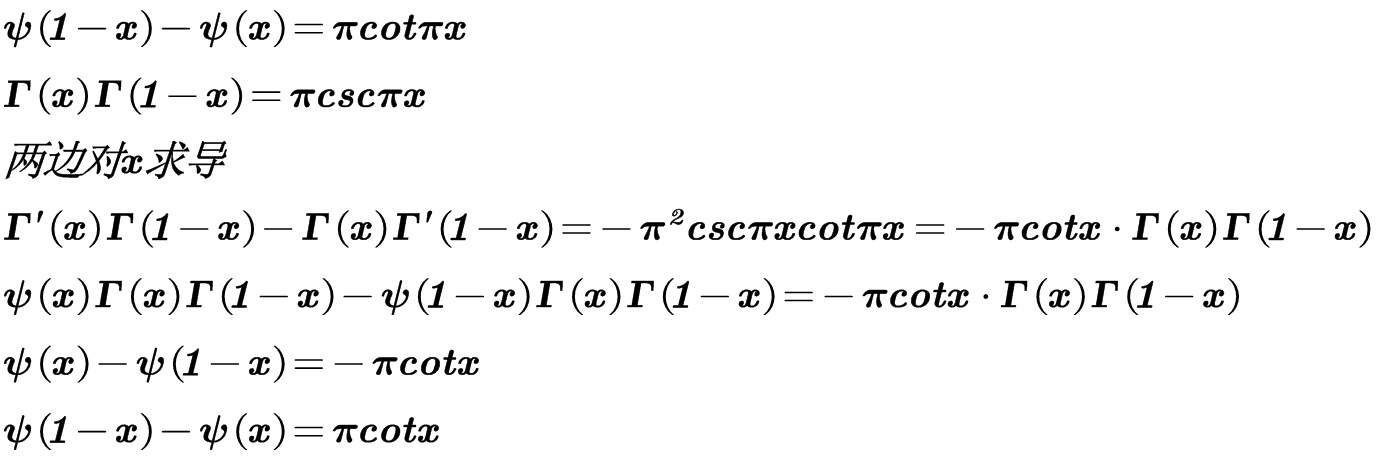 ψ(1−x)−ψ(x)=πcotπx
Γ(x)Γ(1−x)=πcscπx
两边对x求导
Γ′(x)Γ(1−x)−Γ(x)Γ′(1−x)=−π²cscπxcotπx=−πcotx·Γ(x)Γ(1−x)
ψ(x)Γ(x)Γ(1−x)−ψ(1−x)Γ(x)Γ(1−x)=−πcotx·Γ(x)Γ(1−x)
ψ(x)−ψ(1−x)=−πcotx
ψ(1−x)−ψ(x)=πcotx